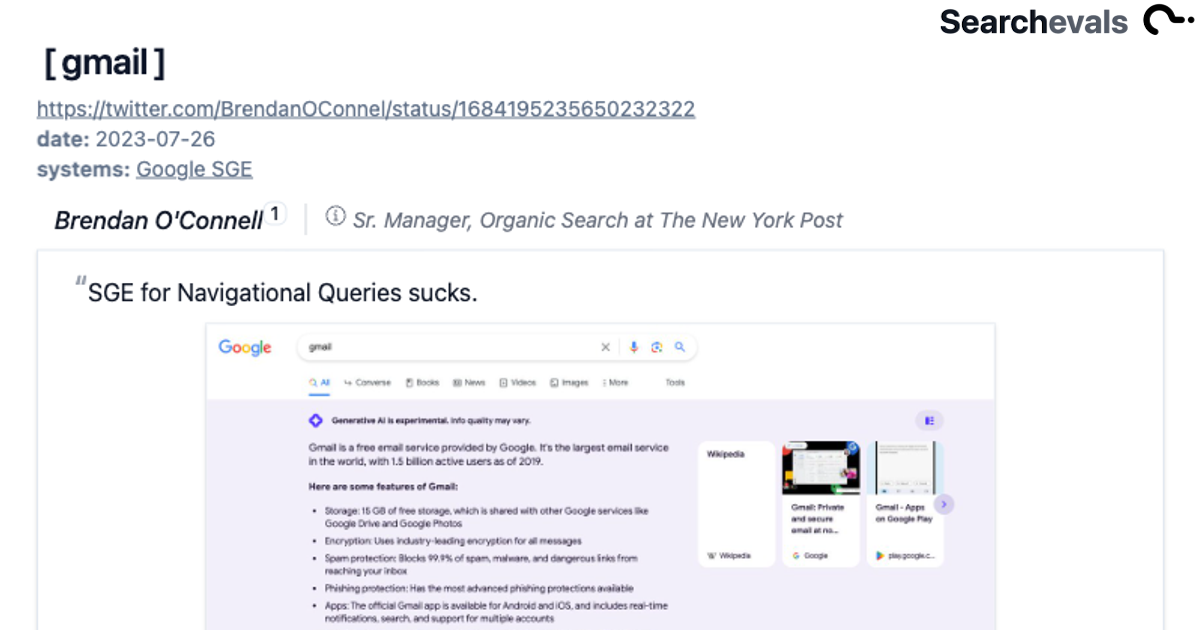 Searchevals
[ gmail ]
https://twitter.com/BrendanOConnel/status/1684195235650232322
date: 2023-07-26
systems: Google SGE
Brendan O'Connell 1 Sr. Manager, Organic Search at The New York Post
"SGE for Navigational Queries sucks.
Google gmail
All Converse Books News Videos Images More Tools
Generative AI is experimental. Info quality may vary.
Gmail is a free email service provided by Google. It's the largest email service
in the world, with 1.5 billion active users as of 2019.
Here are some features of Gmail:
• Storage: 15 GB of free storage, which is shared with other Google services like
Google Drive and Google Photos
• Encryption: Uses industry-leading encryption for all messages
• Spam protection: Blocks 99.9% of spam, malware, and dangerous links from
reaching your inbox
• Phishing protection: Has the most advanced phishing protections available
• Apps: The official Gmail app is available for Android and iOS, and includes real-time
notifications, search, and support for multiple accounts
Wikipedia
W Wikipedia
Gmail: Private
and secure
email at no...
G Google
Gmail - Apps
on Google Play
play.google.c...